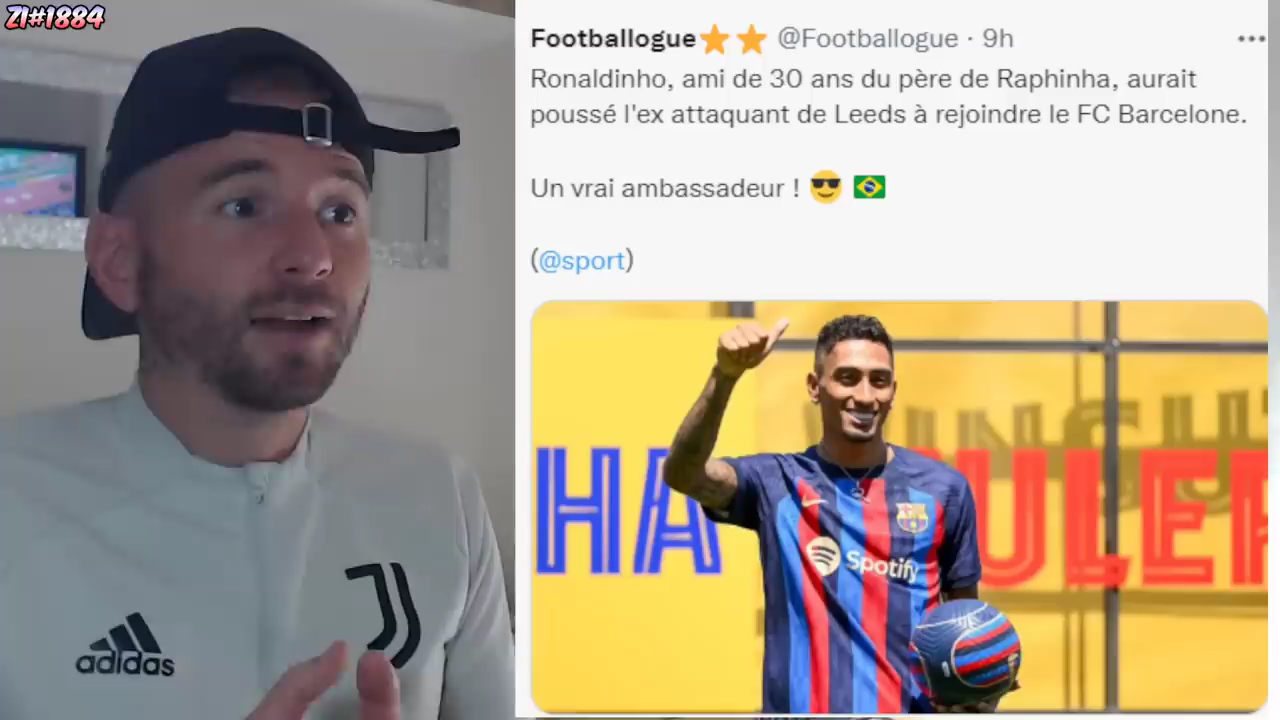 ZI#1884
Footballogue @Footballogue · 9h
Ronaldinho, ami de 30 ans du père de Raphinha, aurait
poussé l'ex attaquant de Leeds à rejoindre le FC Barcelone.
Un vrai ambassadeur !
(@sport)
HA
ULER
Spotify
adidas